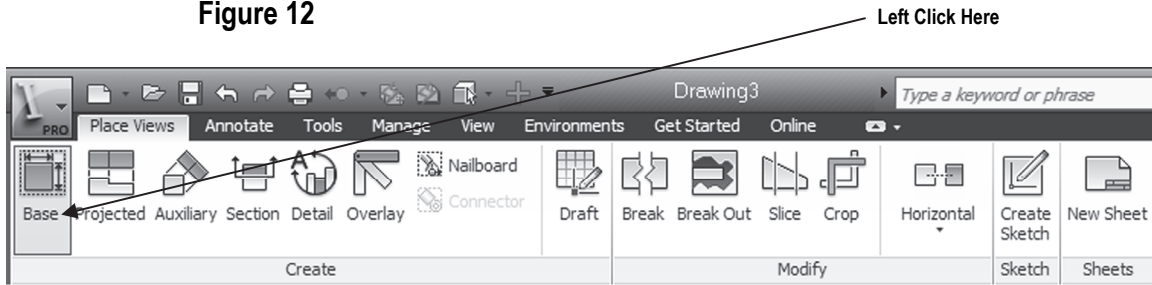 Figure 12
Left Click Here
Drawing3
Type a keyword or phrase
PRO
Place Views Annotate Tools Manage View Environments Get Started Online
Nailboard
Connector
Base Projected Auxiliary Section Detail Overlay Draft Break Break Out Slice Crop Horizontal Create Sketch New Sheet
Create Modify Sketch Sheets